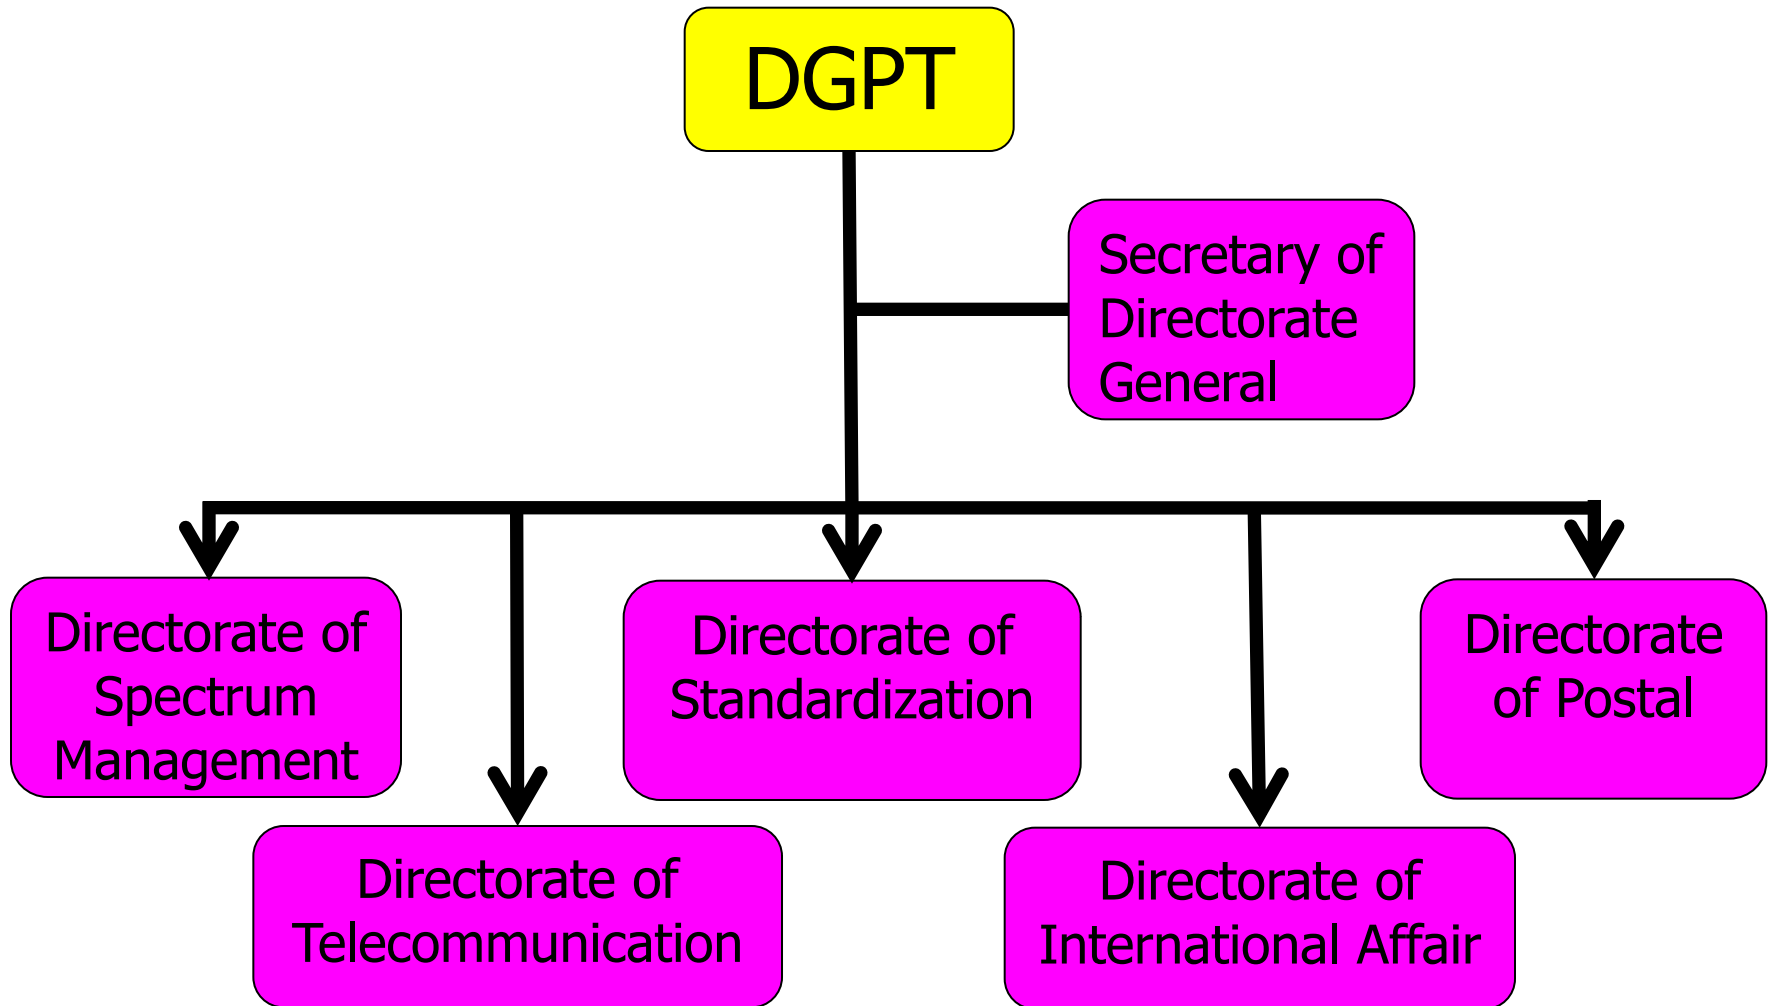 DGPT
Secretary of
Directorate
General
Directorate of
Spectrum
Management
Directorate of
Standardization
Directorate
of Postal
Directorate of
Telecommunication
Directorate of
International Affair